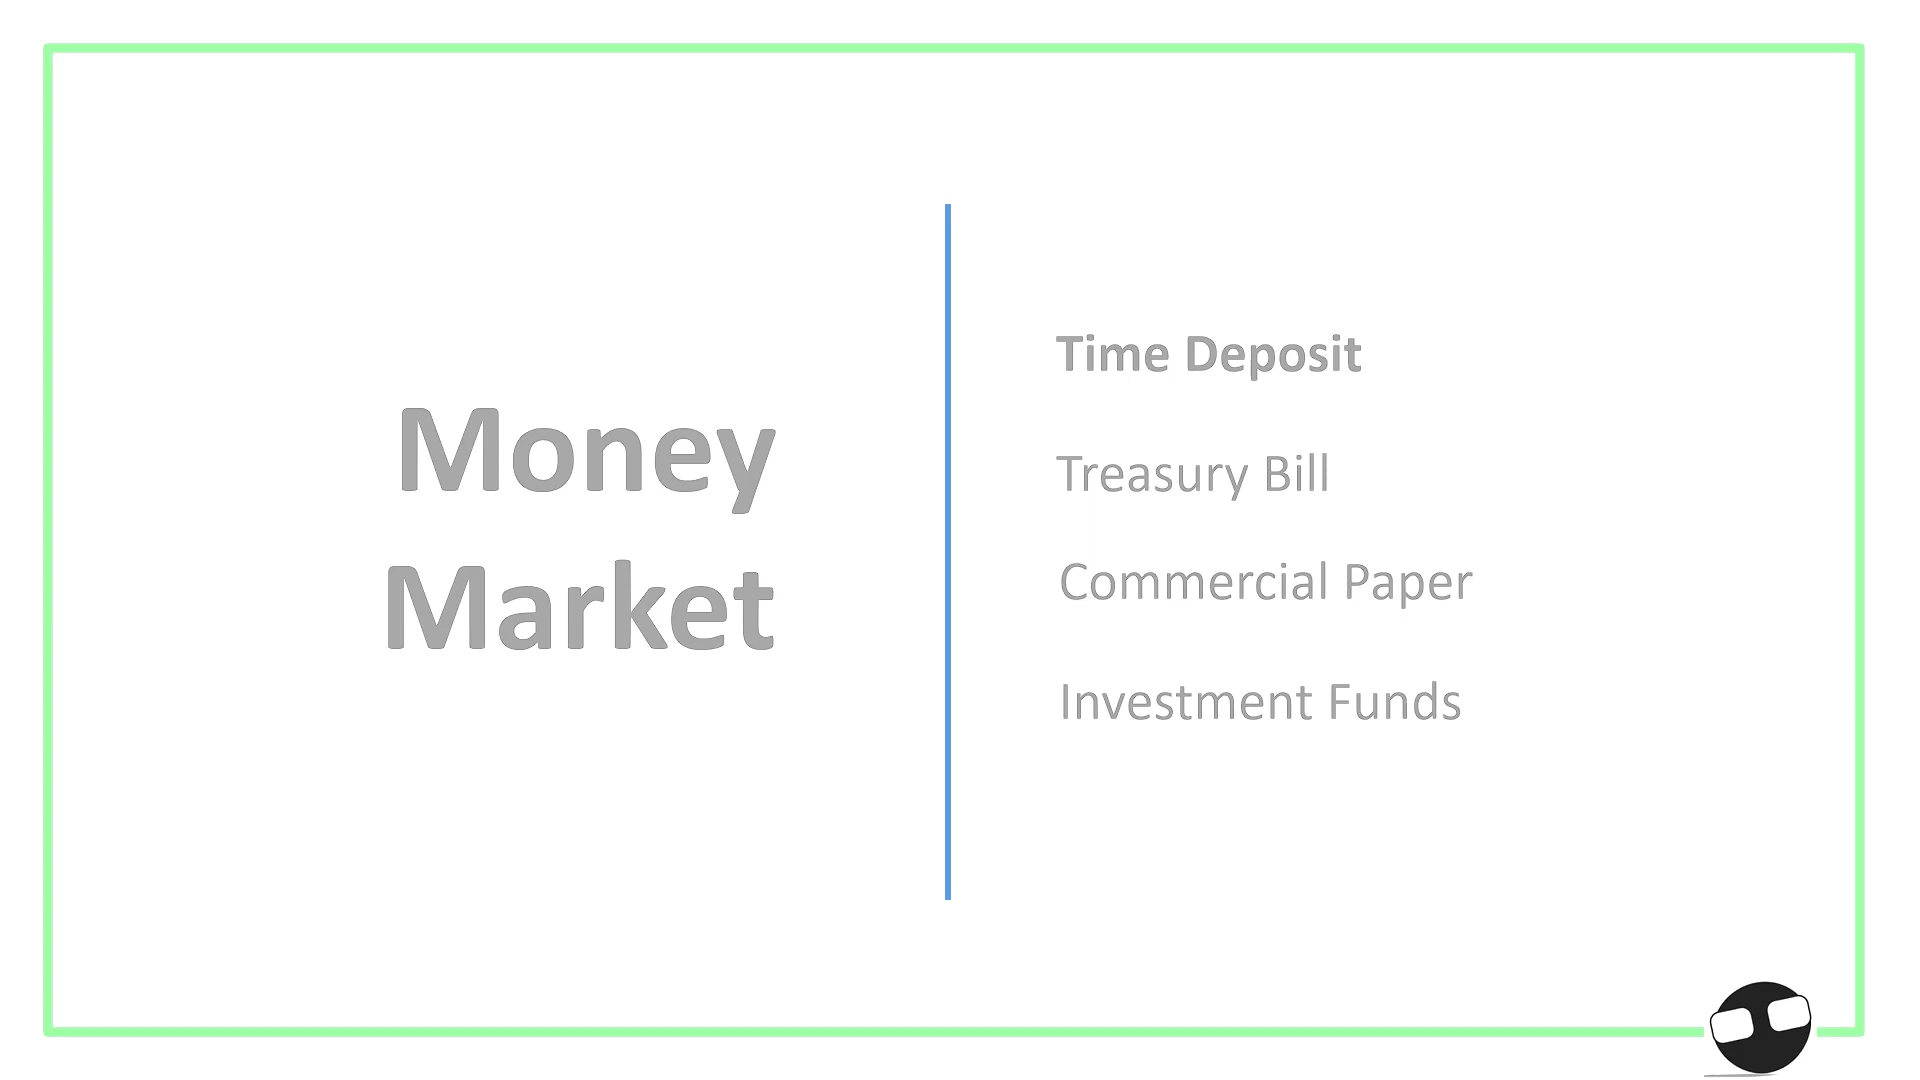 Money
Market
Time Deposit
Treasury Bill
Commercial Paper
Investment Funds